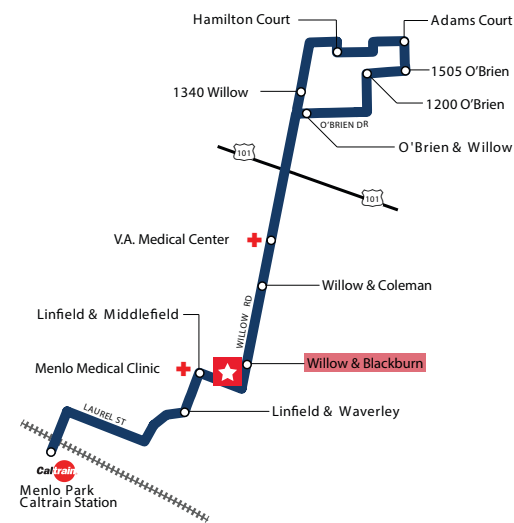 Hamilton Court
Adams Court
1505 O'Brien
1340 Willow
1200 O'Brien
O'BRIEN DR
O'Brien & Willow
101
101
V.A. Medical Center
Willow & Coleman
WILLOW RD
Linfield & Middlefield
Menlo Medical Clinic
Willow & Blackburn
LAUREL ST
Linfield & Waverley
Caltrain
Menlo Park
Caltrain Station